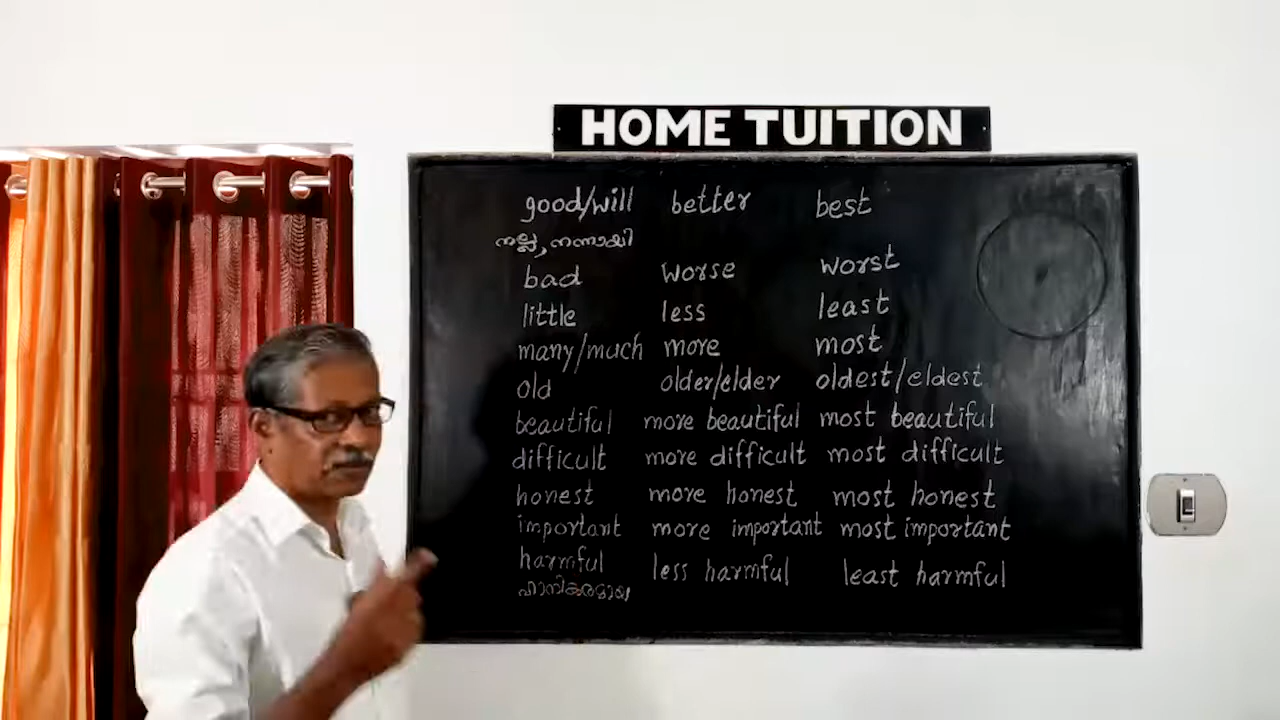 HOME TUITION
good/will better best
നല്ല, നന്നായി
bad worse worst
little less least
many/much more most
old older/elder oldest/eldest
beautiful more beautiful most beautiful
difficult more difficult most difficult
honest more honest most honest
important more important most important
harmful less harmful least harmful
ഹാനികരമായ